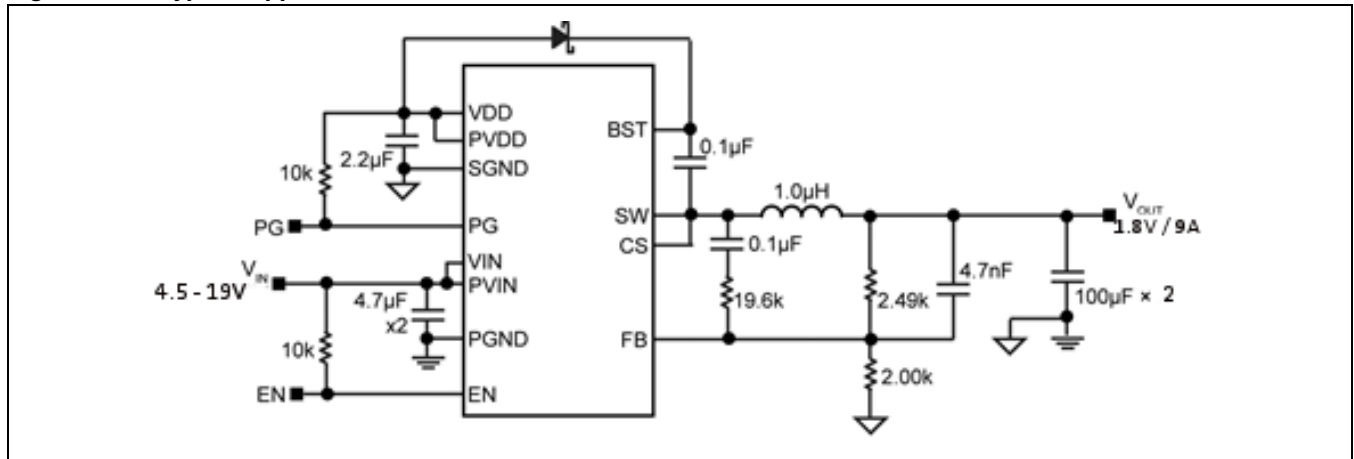 VDD
PVDD
2.2µF
SGND
10k
PG
PG
BST
0.1µF
1.0µH
SW
CS
0.1µF
V_OUT
1.8V / 9A
V_IN
4.5 - 19V
VIN
PVIN
4.7µF
x2
PGND
10k
EN
EN
19.6k
2.49k
4.7nF
100µF × 2
FB
2.00k